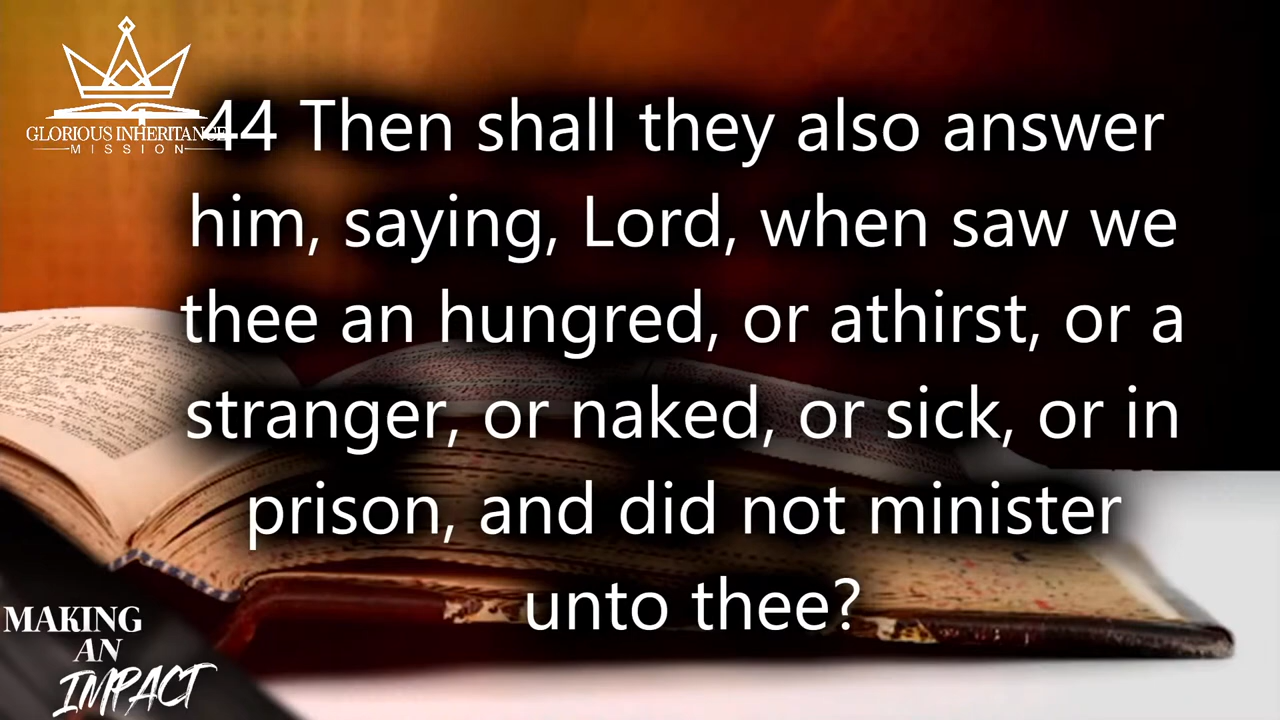 GLORIOUS INHERITANCE
MISSION
44 Then shall they also answer
him, saying, Lord, when saw we
thee an hungred, or athirst, or a
stranger, or naked, or sick, or in
prison, and did not minister
unto thee?
MAKING
AN
IMPACT